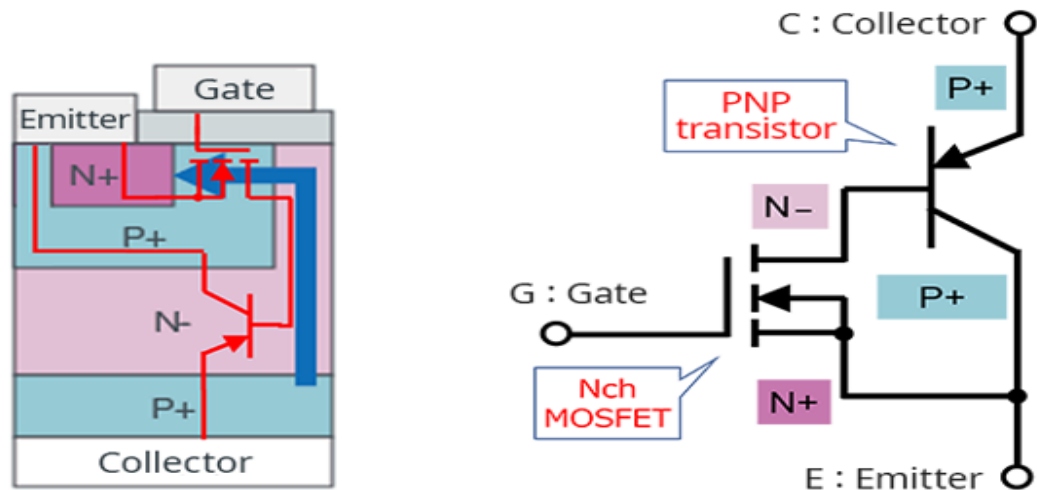 Gate
Emitter
N+
P+
N-
P+
Collector
C : Collector
P+
PNP
transistor
N−
G : Gate
P+
Nch
MOSFET
N+
E : Emitter